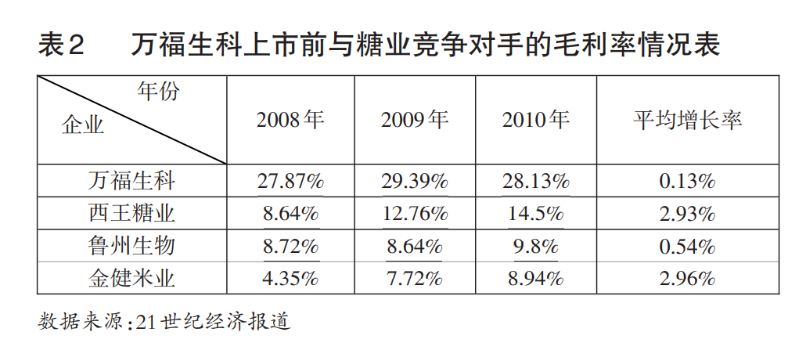 表2 万福生科上市前与糖业竞争对手的毛利率情况表
年份
企业 2008年 2009年 2010年 平均增长率
万福生科 27.87% 29.39% 28.13% 0.13%
西王糖业 8.64% 12.76% 14.5% 2.93%
鲁州生物 8.72% 8.64% 9.8% 0.54%
金健米业 4.35% 7.72% 8.94% 2.96%
数据来源:21世纪经济报道